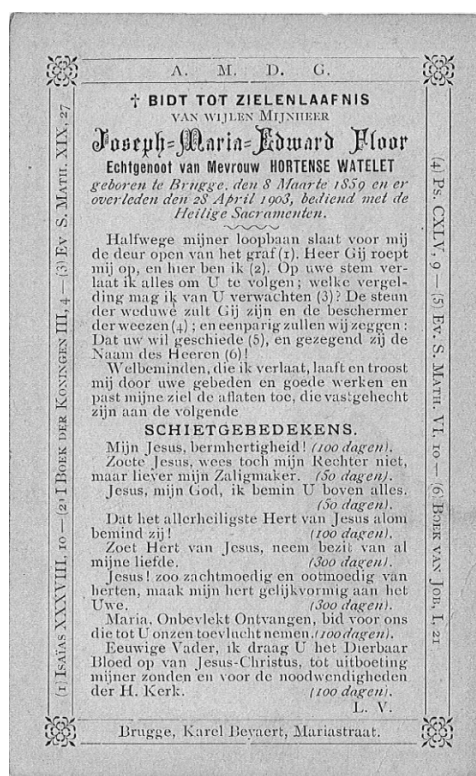 A. M. D. G.
† BIDT TOT ZIELENLAAFNIS
VAN WIJLEN MIJNHEER
Joseph=Maria=Edward Floor
Echtgenoot van Mevrouw HORTENSE WATELET
geboren te Brugge, den 8 Maarte 1859 en er
overleden den 28 April 1903, bediend met de
Heilige Sacramenten.
Halfwege mijner loopbaan slaat voor mij
de deur open van het graf (1). Heer Gij roept
mij op, en hier ben ik (2). Op uwe stem ver-
laat ik alles om U te volgen; welke vergel-
ding mag ik van U verwachten (3)? De steun
der weduwe zult Gij zijn en de beschermer
der weezen (4); en eenparig zullen wij zeggen:
Dat uw wil geschiede (5), en gezegend zij de
Naam des Heeren (6)!
Welbeminden, die ik verlaat, laaft en troost
mij door uwe gebeden en goede werken en
past mijne ziel de aflaten toe, die vastgehecht
zijn aan de volgende
SCHIETGEBEDEKENS.
Mijn Jesus, bermhertigheid! (100 dagen).
Zoete Jesus, wees toch mijn Rechter niet,
maar liever mijn Zaligmaker. (50 dagen).
Jesus, mijn God, ik bemin U boven alles.
(50 dagen).
Dat het allerheiligste Hert van Jesus alom
bemind zij! (100 dagen).
Zoet Hert van Jesus, neem bezit van al
mijne liefde. (300 dagen).
Jesus! zoo zachtmoedig en ootmoedig van
herten, maak mijn hert gelijkvormig aan het
Uwe. (300 dagen).
Maria, Onbevlekt Ontvangen, bid voor ons
die tot U onzen toevlucht nemen. (100 dagen).
Eeuwige Vader, ik draag U het Dierbaar
Bloed op van Jesus-Christus, tot uitboeting
mijner zonden en voor de noodwendigheden
der H. Kerk. (100 dagen).
L. V.
Brugge, Karel Beyaert, Mariastraat.
(1) ISAÏAS XXXVIII, 10 — (2) I BOEK DER KONINGEN III, 4 — (3) EV. S. MATH. XIX, 27
(4) PS. CXLV, 9 — (5) EV. S. MATH. VI, 10 — (6) BOEK VAN JOB, I, 21